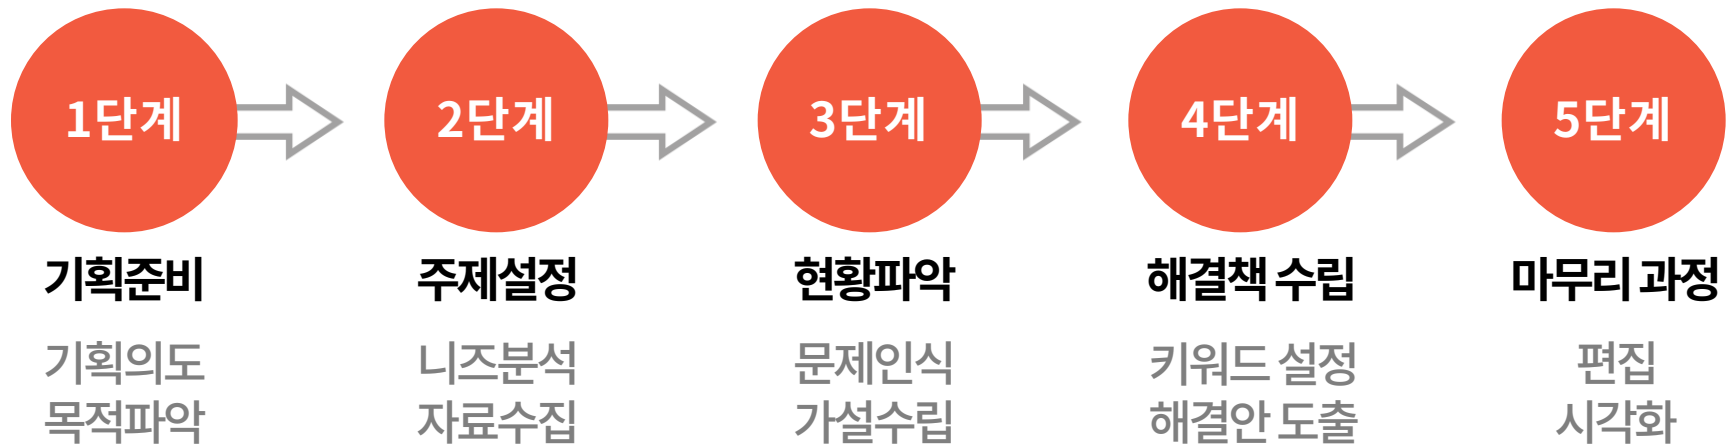 1단계
2단계
3단계
4단계
5단계
기획준비
주제설정
현황파악
해결책 수립
마무리 과정
기획의도
목적파악
니즈분석
자료수집
문제인식
가설수립
키워드 설정
해결안 도출
편집
시각화